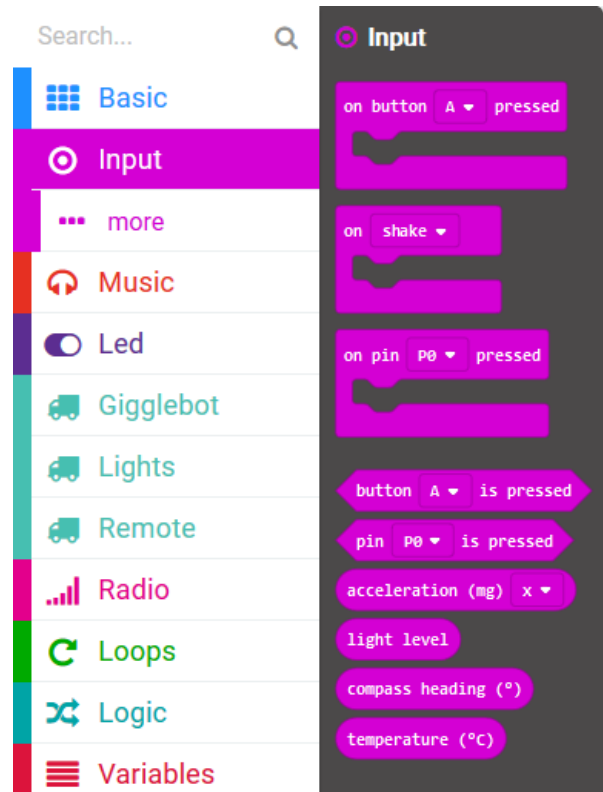 Search...
Basic
Input
more
Music
Led
Gigglebot
Lights
Remote
Radio
Loops
Logic
Variables
Input
on button A pressed
on shake
on pin P0 pressed
button A is pressed
pin P0 is pressed
acceleration (mg) x
light level
compass heading (°)
temperature (°C)